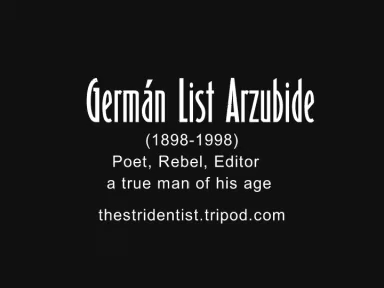 Germán List Arzubide
(1898-1998)
Poet, Rebel, Editor
a true man of his age
thestridentist.tripod.com